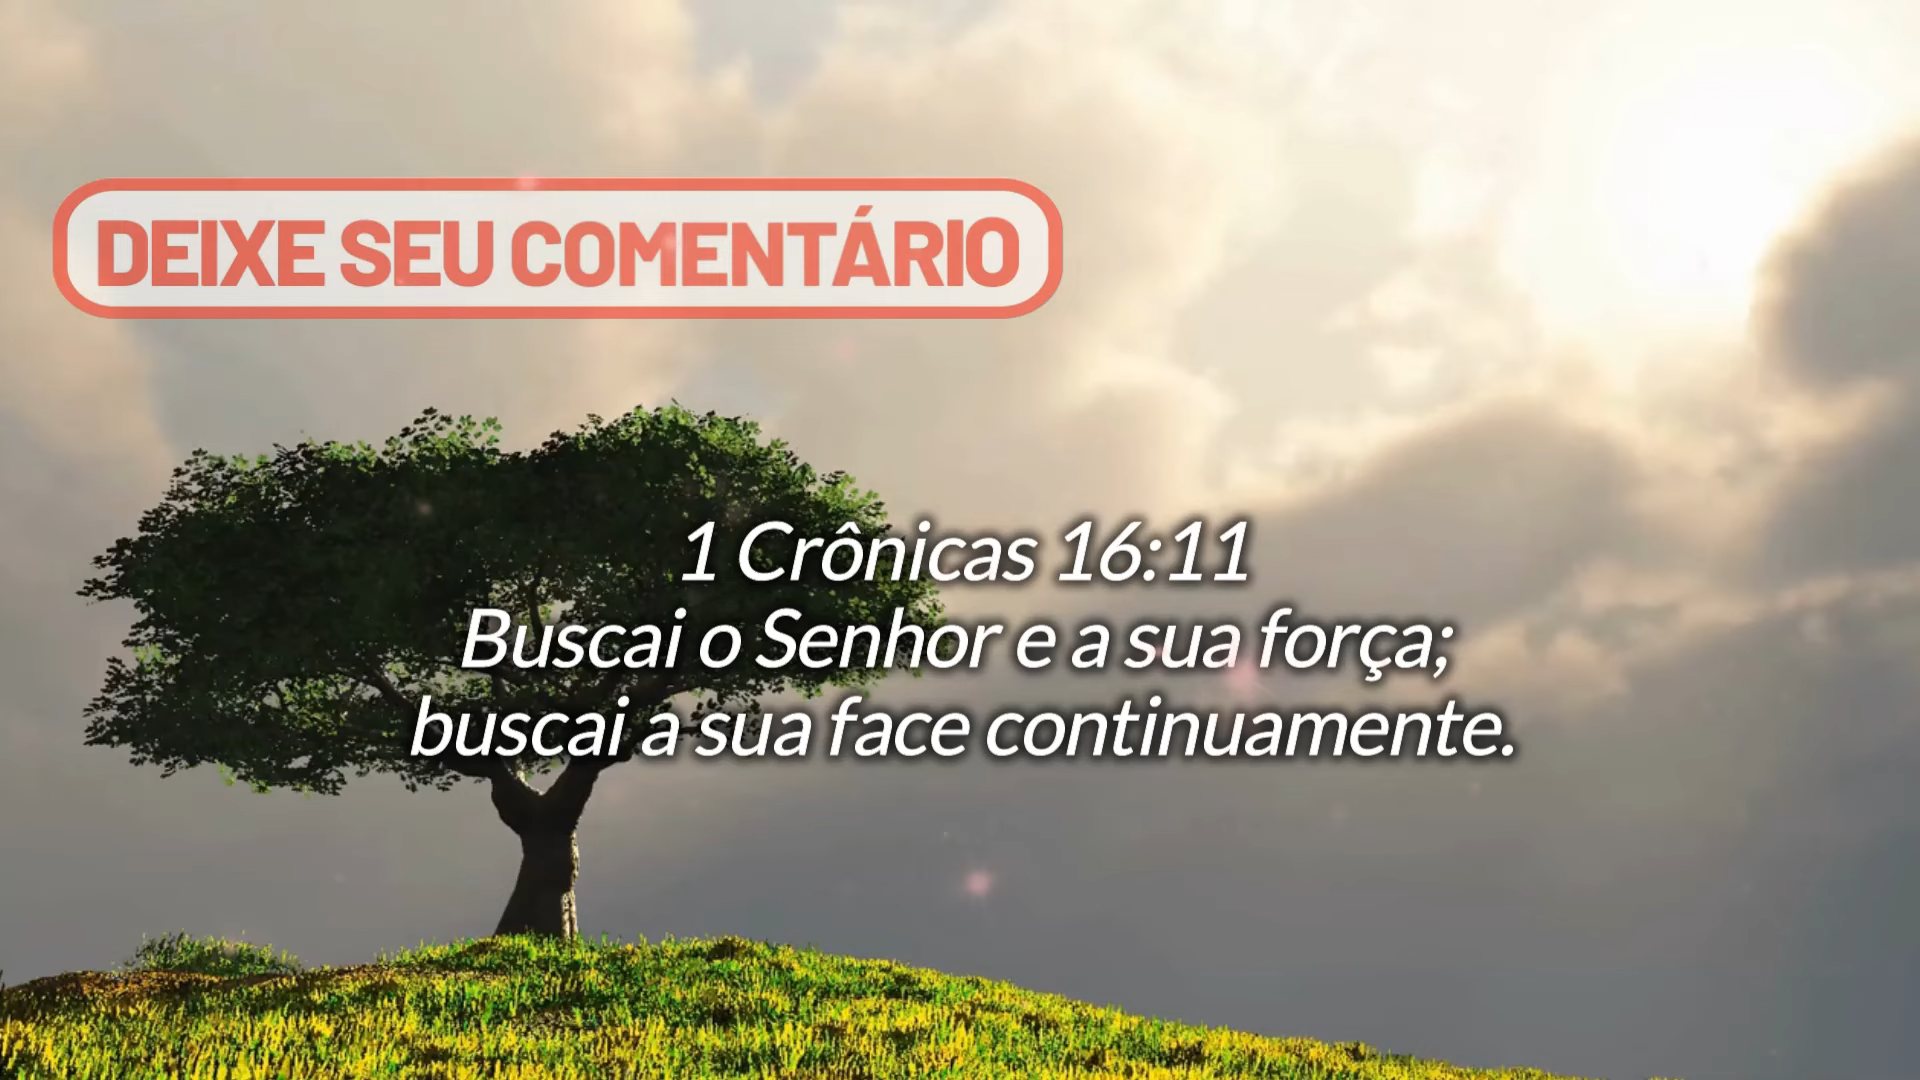 DEIXE SEU COMENTÁRIO
1 Crônicas 16:11
Buscai o Senhor e a sua força;
buscai a sua face continuamente.